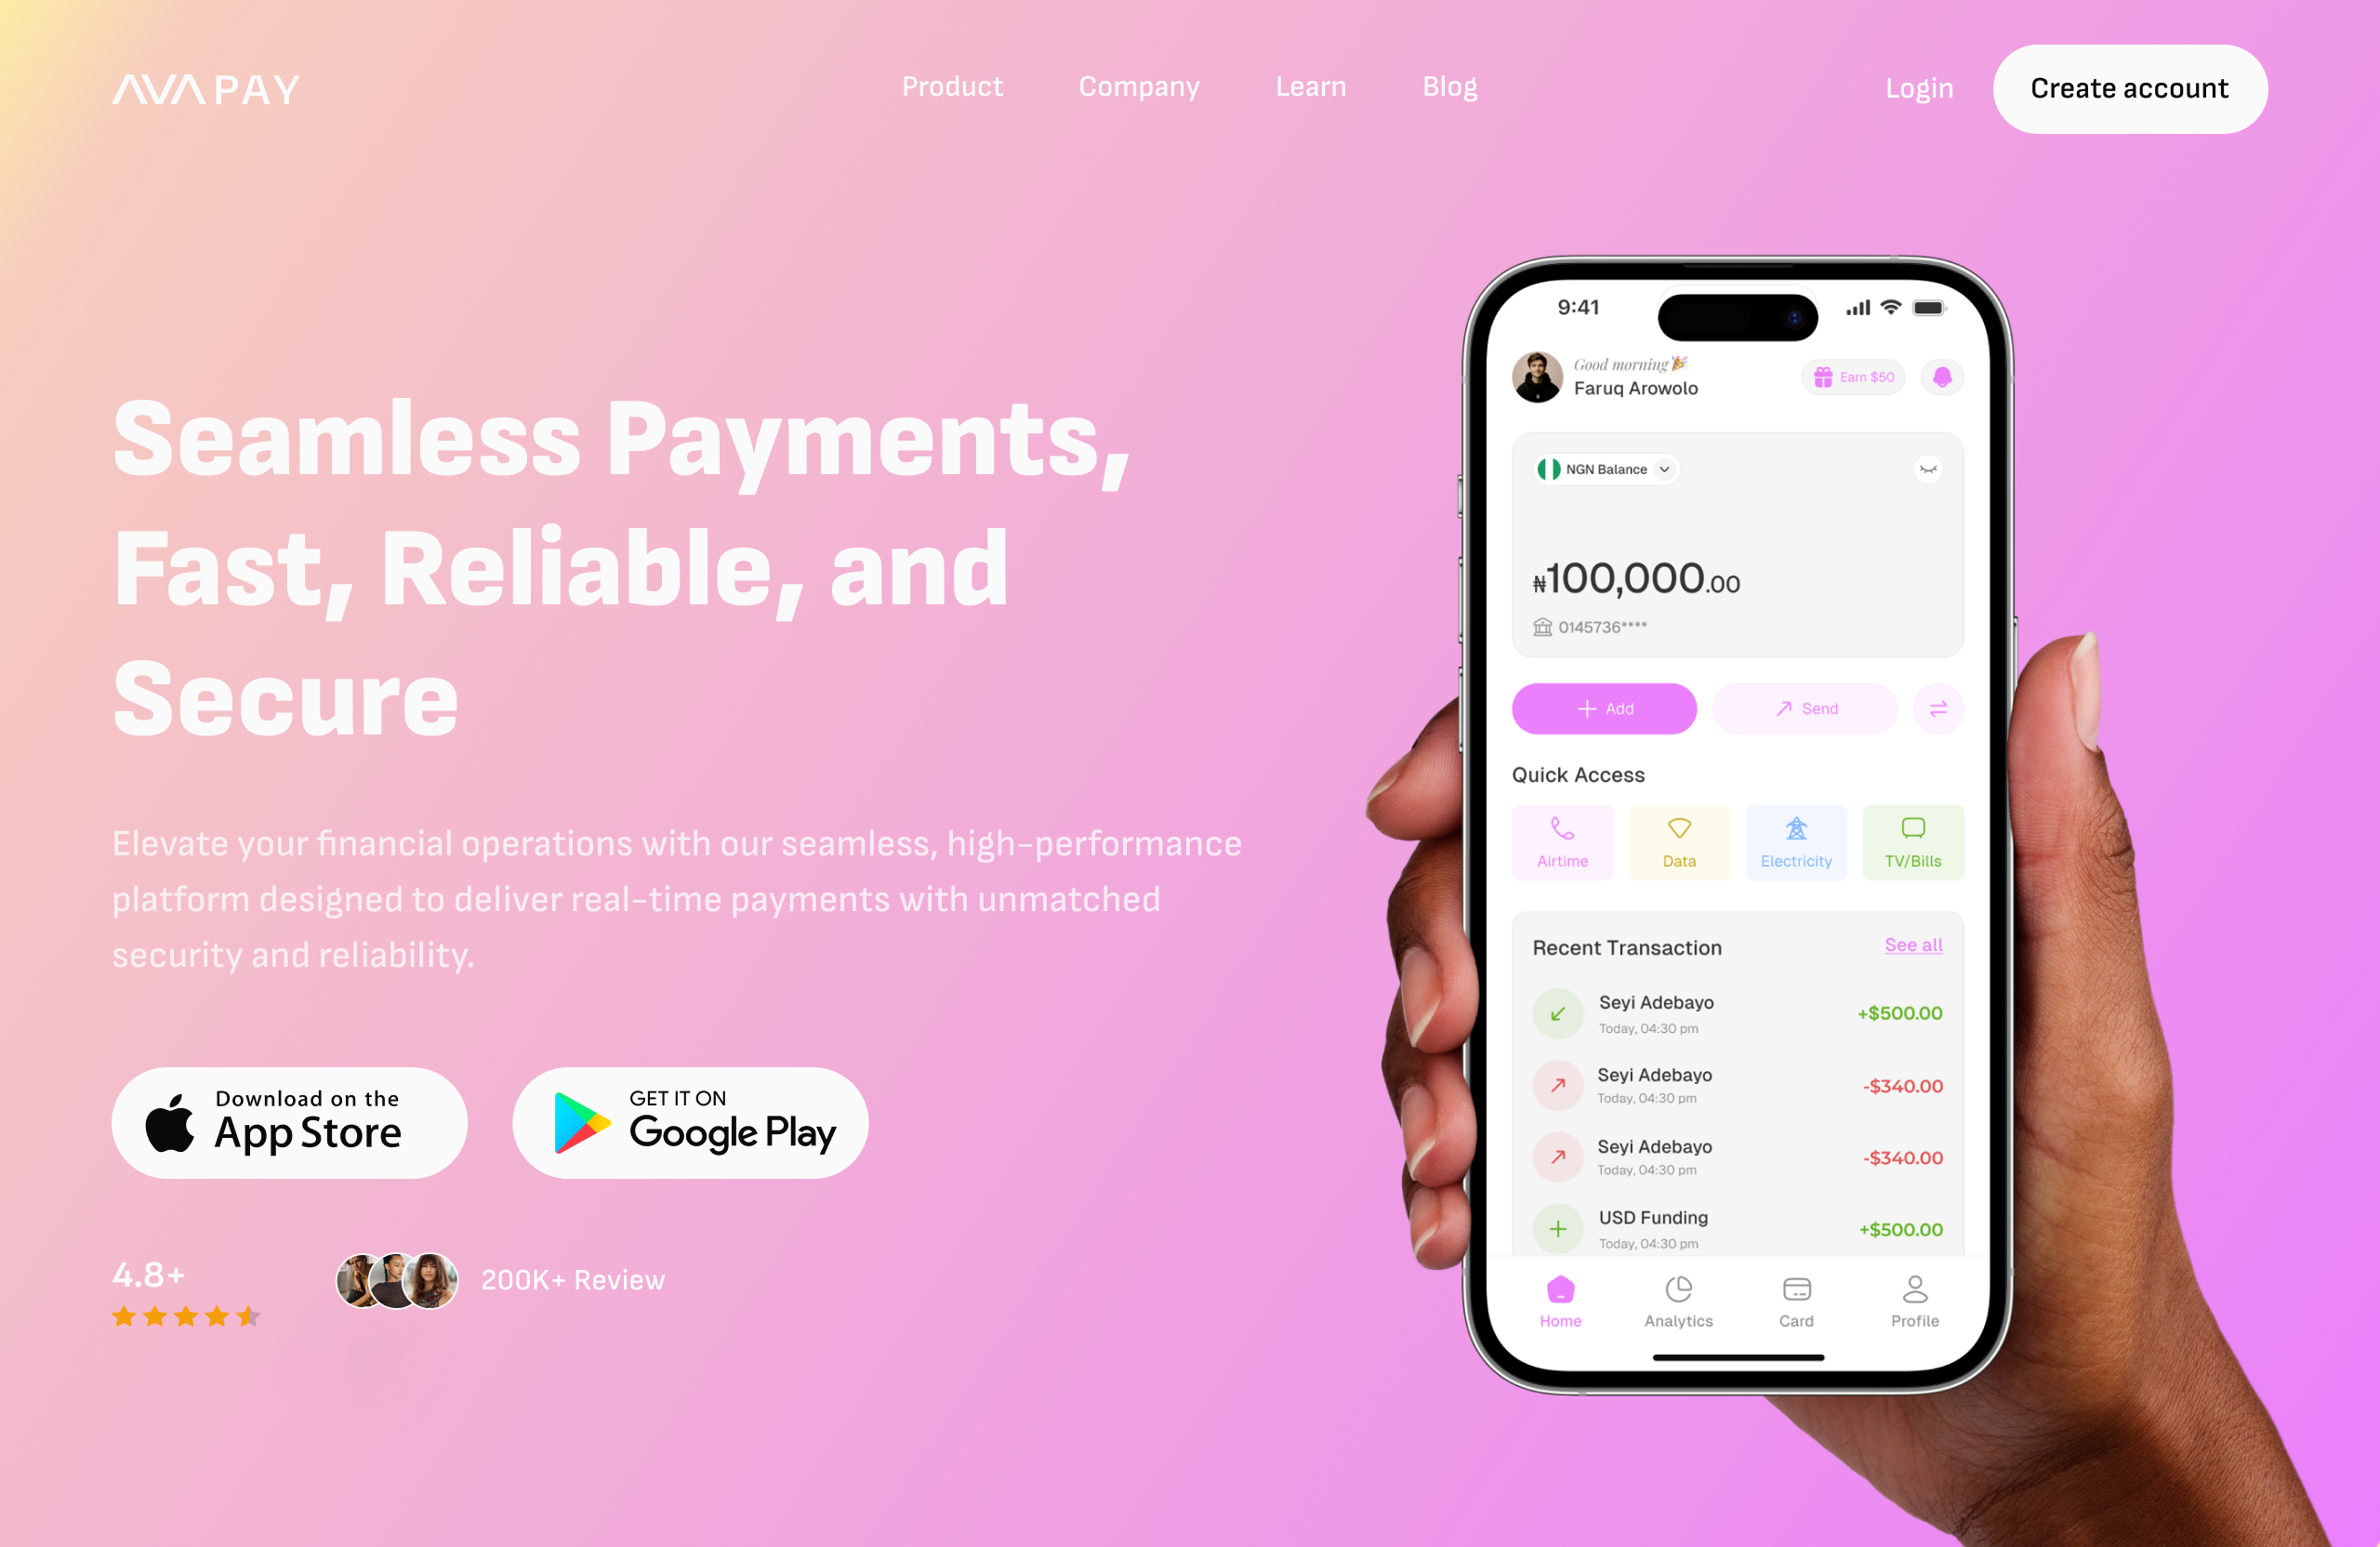 AVA PAY
Product
Company
Learn
Blog
Login
Create account
Seamless Payments,
Fast, Reliable, and
Secure
Elevate your financial operations with our seamless, high-performance
platform designed to deliver real-time payments with unmatched
security and reliability.
Download on the
App Store
GET IT ON
Google Play
4.8+
200K+ Review
9:41
Good morning🎉
Faruq Arowolo
Earn $50
NGN Balance
₦100,000.00
0145736****
Add
Send
Quick Access
Airtime
Data
Electricity
TV/Bills
Recent Transaction
See all
Seyi Adebayo
+$500.00
Today, 04:30 pm
Seyi Adebayo
-$340.00
Today, 04:30 pm
Seyi Adebayo
-$340.00
Today, 04:30 pm
USD Funding
+$500.00
Today, 04:30 pm
Home
Analytics
Card
Profile